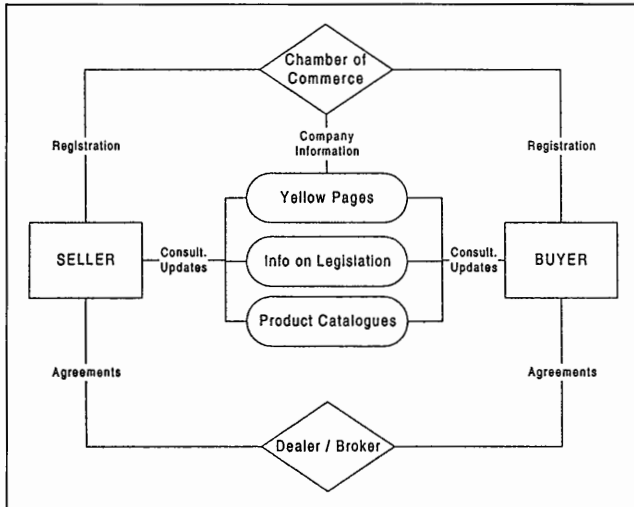 Chamber of
Commerce
Registration
Company
Information
Registration
Yellow Pages
SELLER
Consult.
Updates
Info on Legislation
Consult.
Updates
BUYER
Product Catalogues
Agreements
Agreements
Dealer / Broker